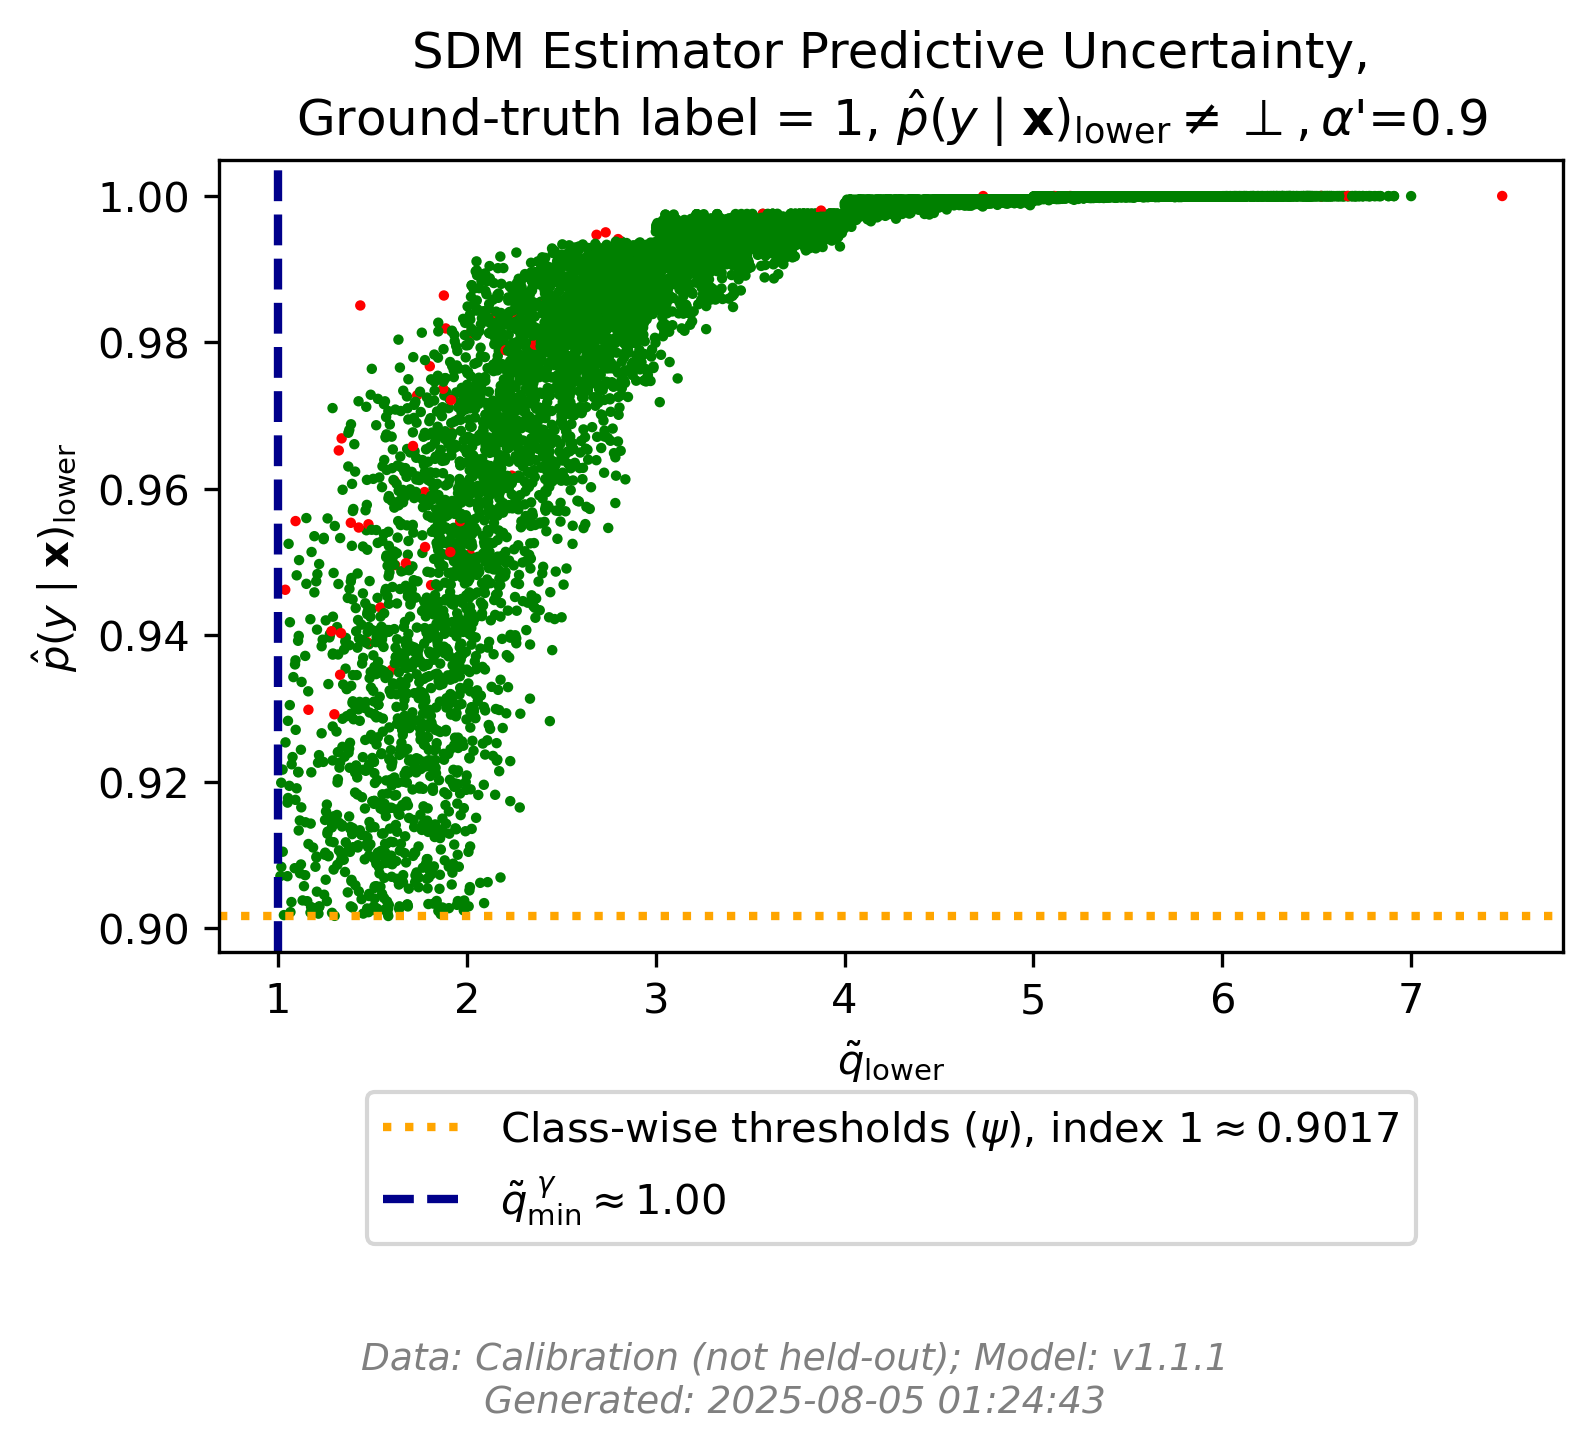 SDM Estimator Predictive Uncertainty,
Ground-truth label = 1, p̂(y | x)lower ≠ ⊥, α'=0.9
1.00
0.98
0.96
0.94
0.92
0.90
p̂(y | x)lower
1 2 3 4 5 6 7
q̃lower
Class-wise thresholds (ψ), index 1 ≈ 0.9017
q̃ γ min ≈ 1.00
Data: Calibration (not held-out); Model: v1.1.1
Generated: 2025-08-05 01:24:43